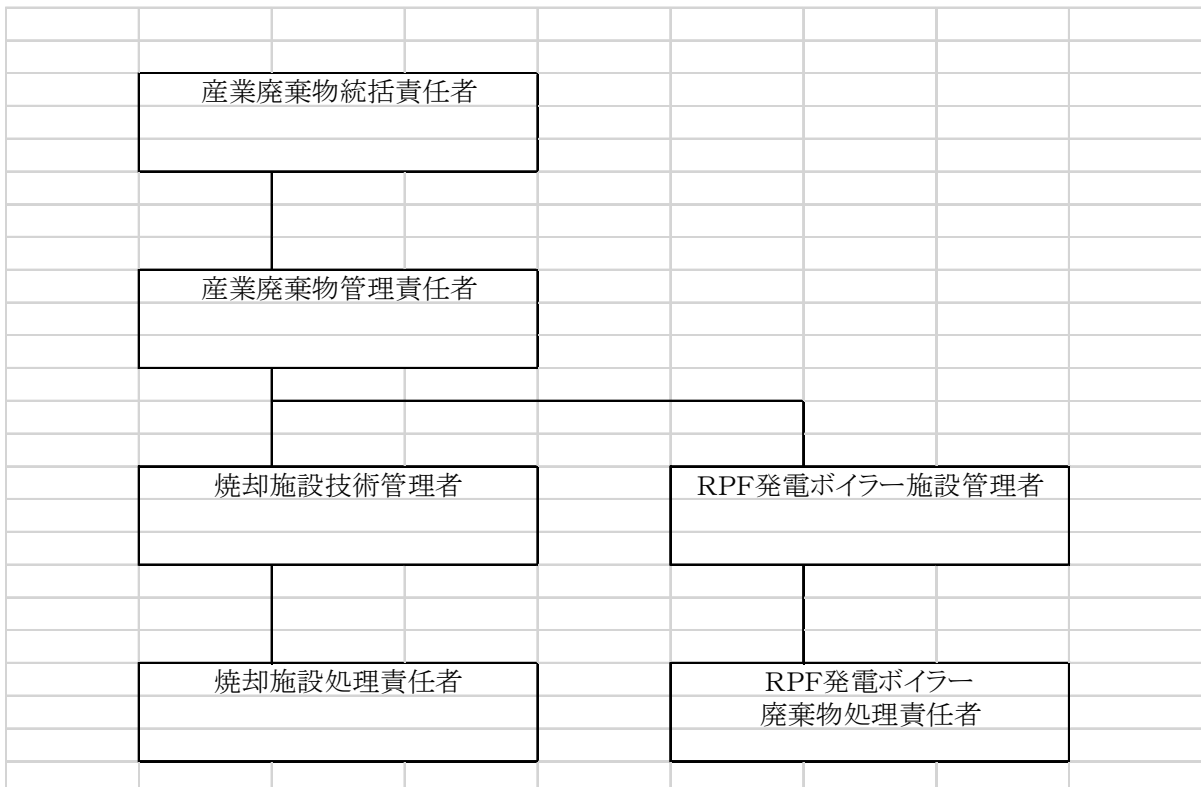 産業廃棄物統括責任者
産業廃棄物管理責任者
焼却施設技術管理者
RPF発電ボイラー施設管理者
焼却施設処理責任者
RPF発電ボイラー
廃棄物処理責任者